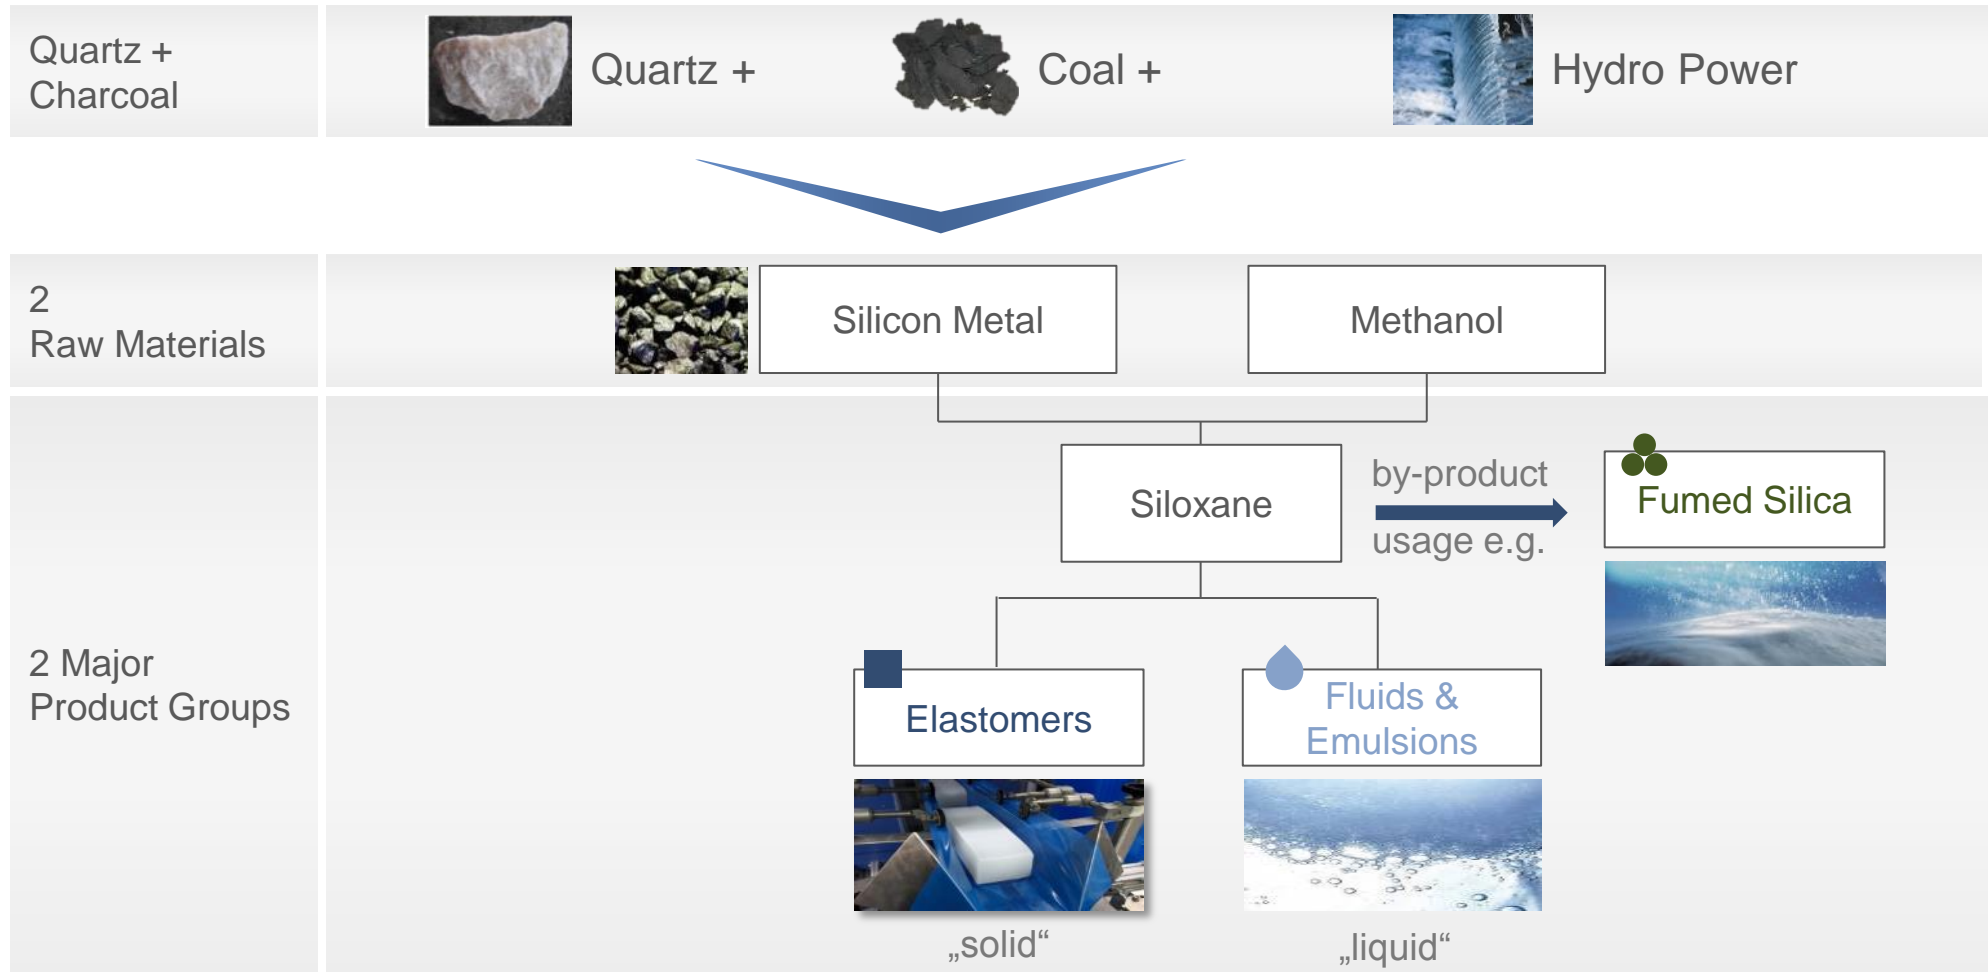 Quartz +
Charcoal
Quartz +
Coal +
Hydro Power
2
Raw Materials
Silicon Metal
Methanol
Siloxane
by-product
usage e.g.
Fumed Silica
2 Major
Product Groups
Elastomers
Fluids &
Emulsions
„solid“
„liquid“